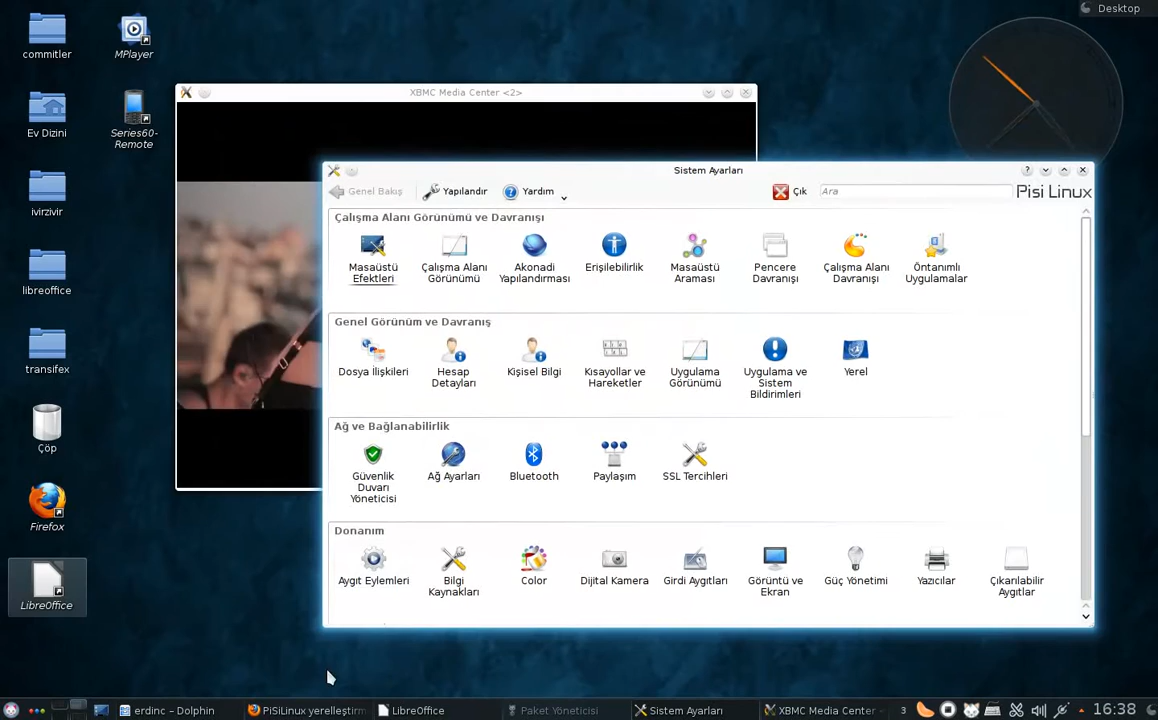 Desktop
commitler
MPlayer
Ev Dizini
Series60-
Remote
ivirzivir
libreoffice
transifex
Çöp
Firefox
LibreOffice
XBMC Media Center <2>
Sistem Ayarları
Genel Bakış
Yapılandır
Yardım
Çık
Ara
Pisi Linux
Çalışma Alanı Görünümü ve Davranışı
Masaüstü
Efektleri
Çalışma Alanı
Görünümü
Akonadi
Yapılandırması
Erişilebilirlik
Masaüstü
Araması
Pencere
Davranışı
Çalışma Alanı
Davranışı
Öntanımlı
Uygulamalar
Genel Görünüm ve Davranış
Dosya İlişkileri
Hesap
Detayları
Kişisel Bilgi
Kısayollar ve
Hareketler
Uygulama
Görünümü
Uygulama ve
Sistem
Bildirimleri
Yerel
Ağ ve Bağlanabilirlik
Güvenlik
Duvarı
Yöneticisi
Ağ Ayarları
Bluetooth
Paylaşım
SSL Tercihleri
Donanım
Aygıt Eylemleri
Bilgi
Kaynakları
Color
Dijital Kamera
Girdi Aygıtları
Görüntü ve
Ekran
Güç Yönetimi
Yazıcılar
Çıkarılabilir
Aygıtlar
erdinc – Dolphin
PiSiLinux yerelleştirm
LibreOffice
Paket Yöneticisi
Sistem Ayarları
XBMC Media Center
3
16:38